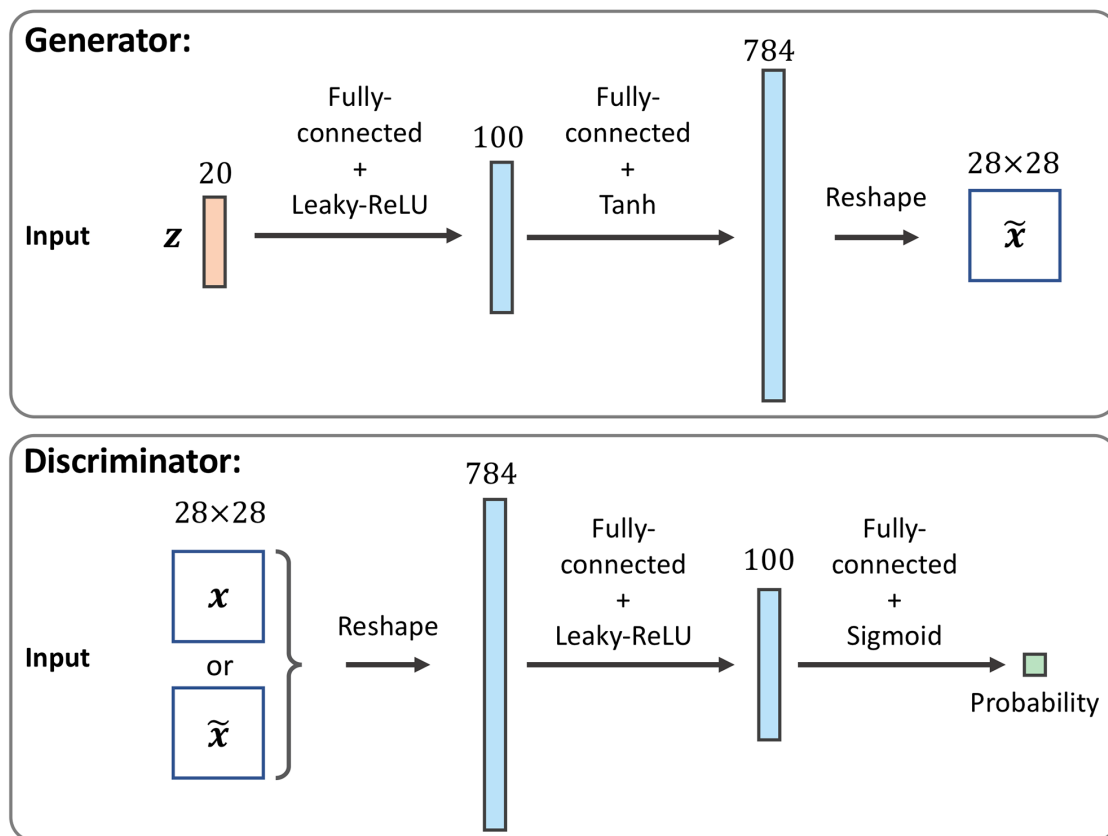 Generator:
784
Fully-
connected
+
Leaky-ReLU
Fully-
connected
+
Tanh
100
20
28×28
Reshape
Input
z
x̃
Discriminator:
784
28×28
Fully-
connected
+
Leaky-ReLU
Fully-
connected
+
Sigmoid
100
x
Reshape
Input
or
x̃
Probability